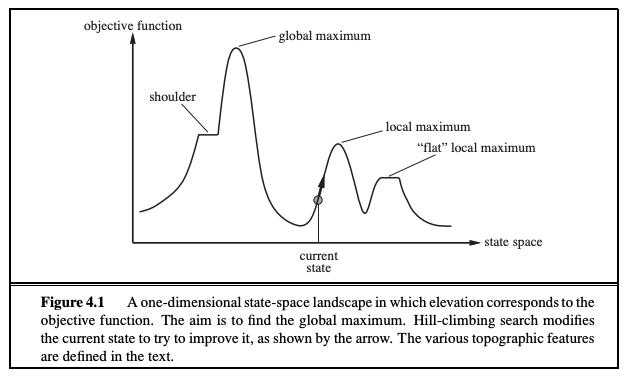 objective function
global maximum
shoulder
local maximum
“flat” local maximum
state space
current
state
Figure 4.1 A one-dimensional state-space landscape in which elevation corresponds to the
objective function. The aim is to find the global maximum. Hill-climbing search modifies
the current state to try to improve it, as shown by the arrow. The various topographic features
are defined in the text.